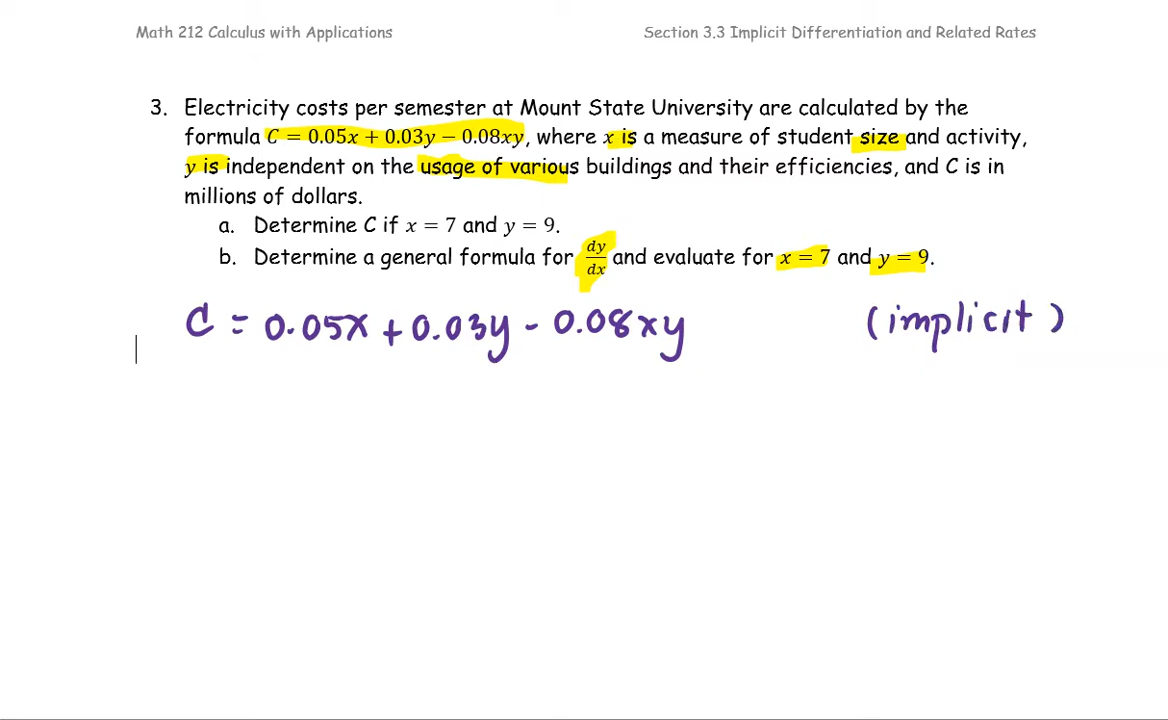 Math 212 Calculus with Applications Section 3.3 Implicit Differentiation and Related Rates
3. Electricity costs per semester at Mount State University are calculated by the
formula C = 0.05x + 0.03y − 0.08xy, where x is a measure of student size and activity,
y is independent on the usage of various buildings and their efficiencies, and C is in
millions of dollars.
a. Determine C if x = 7 and y = 9.
b. Determine a general formula for dy/dx and evaluate for x = 7 and y = 9.
C = 0.05x + 0.03y - 0.08xy (implicit)